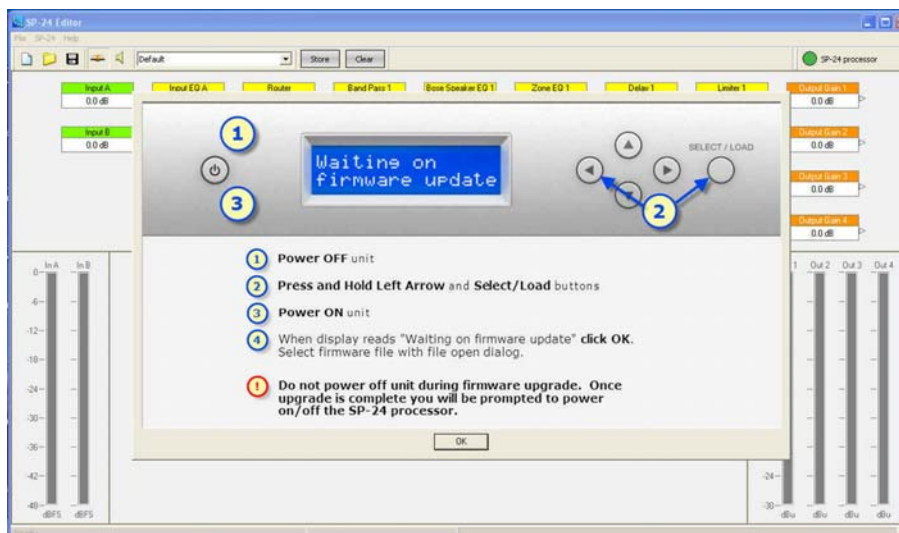 SP-24 Editor
File SP-24 Help
Default Store Clear SP-24 processor
Input A Input EQ A Router Band Pass 1 Bose Speaker EQ 1 Zone EQ 1 Delay 1 Limiter 1 Output Gain 1
0.0 dB 0.0 dB
Input B Output Gain 2
0.0 dB 0.0 dB
Output Gain 3
0.0 dB
Output Gain 4
0.0 dB
1
3
Waiting on
firmware update
SELECT / LOAD
2
1 Power OFF unit
2 Press and Hold Left Arrow and Select/Load buttons
3 Power ON unit
4 When display reads "Waiting on firmware update" click OK.
Select firmware file with file open dialog.
! Do not power off unit during firmware upgrade. Once
upgrade is complete you will be prompted to power
on/off the SP-24 processor.
OK
In A In B 1 Out 2 Out 3 Out 4
0
-6
-12
-18
-24
-30
-36
-42 -24
-48 -30
dBFS dBFS dBu dBu dBu dBu